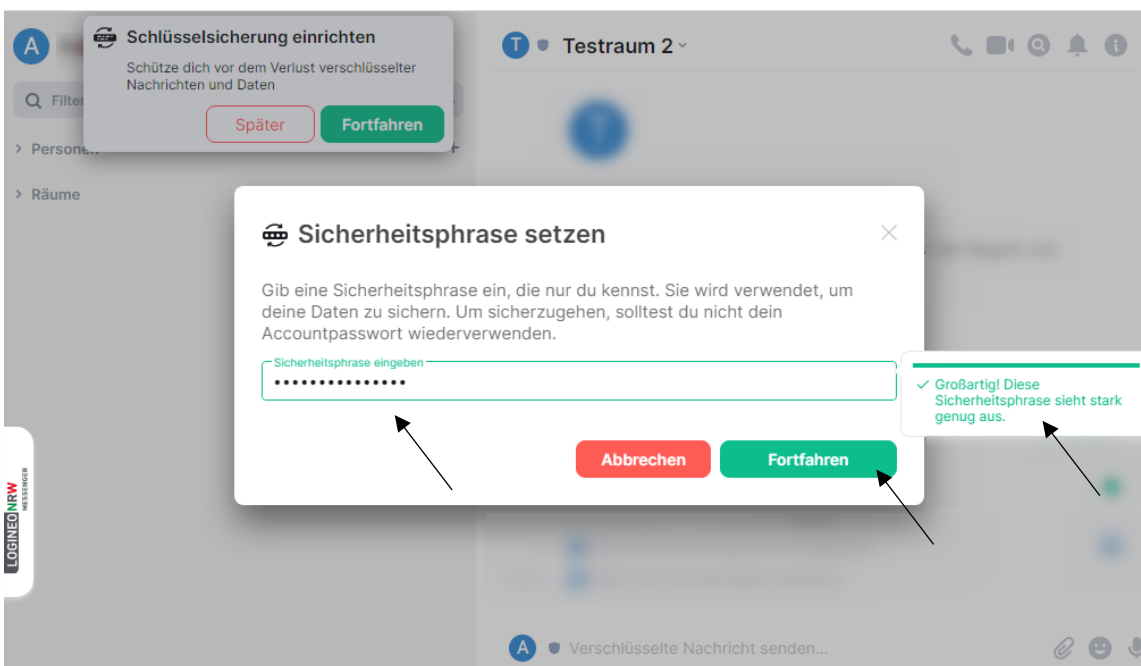 A
Schlüsselsicherung einrichten
Schütze dich vor dem Verlust verschlüsselter
Nachrichten und Daten
Später
Fortfahren
Filter
Personen
+
Räume
T
Testraum 2
T
Sicherheitsphrase setzen
Gib eine Sicherheitsphrase ein, die nur du kennst. Sie wird verwendet, um
deine Daten zu sichern. Um sicherzugehen, solltest du nicht dein
Accountpasswort wiederverwenden.
Sicherheitsphrase eingeben
•••••••••••••••
Großartig! Diese
Sicherheitsphrase sieht stark
genug aus.
Abbrechen
Fortfahren
LOGINEO NRW
MESSENGER
A
Verschlüsselte Nachricht senden...